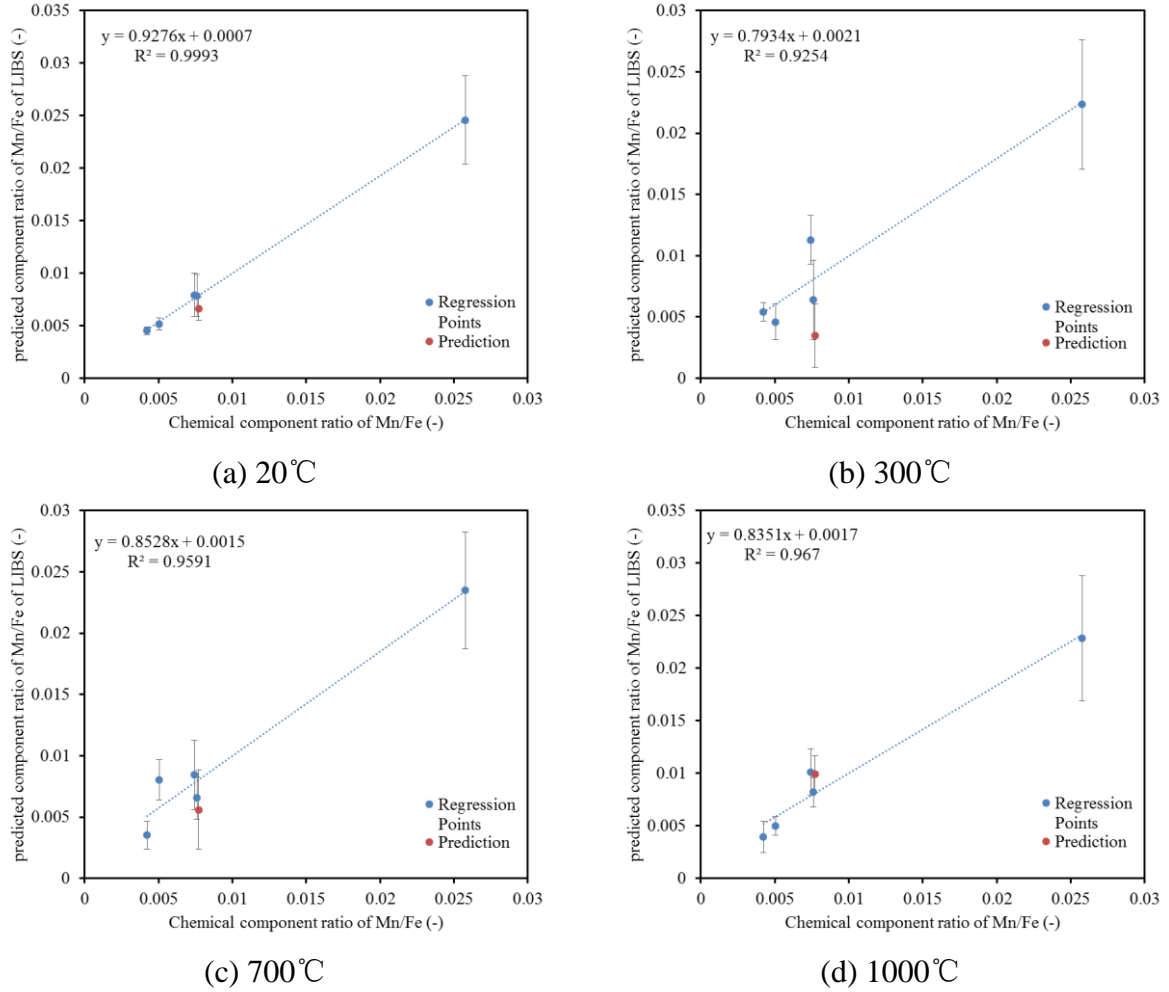 y = 0.9276x + 0.0007
R² = 0.9993
predicted component ratio of Mn/Fe of LIBS (-)
0.035
0.03
0.025
0.02
0.015
0.01
0.005
0
0
0.005
0.01
0.015
0.02
0.025
0.03
Regression
Points
Prediction
Chemical component ratio of Mn/Fe (-)
(a) 20℃
y = 0.7934x + 0.0021
R² = 0.9254
predicted component ratio of Mn/Fe of LIBS (-)
0.03
0.025
0.02
0.015
0.01
0.005
0
0
0.005
0.01
0.015
0.02
0.025
0.03
Regression
Points
Prediction
Chemical component ratio of Mn/Fe (-)
(b) 300℃
y = 0.8528x + 0.0015
R² = 0.9591
predicted component ratio of Mn/Fe of LIBS (-)
0.03
0.025
0.02
0.015
0.01
0.005
0
0
0.005
0.01
0.015
0.02
0.025
0.03
Regression
Points
Prediction
Chemical component ratio of Mn/Fe (-)
(c) 700℃
y = 0.8351x + 0.0017
R² = 0.967
predicted component ratio of Mn/Fe of LIBS (-)
0.035
0.03
0.025
0.02
0.015
0.01
0.005
0
0
0.005
0.01
0.015
0.02
0.025
0.03
Regression
Points
Prediction
Chemical component ratio of Mn/Fe (-)
(d) 1000℃